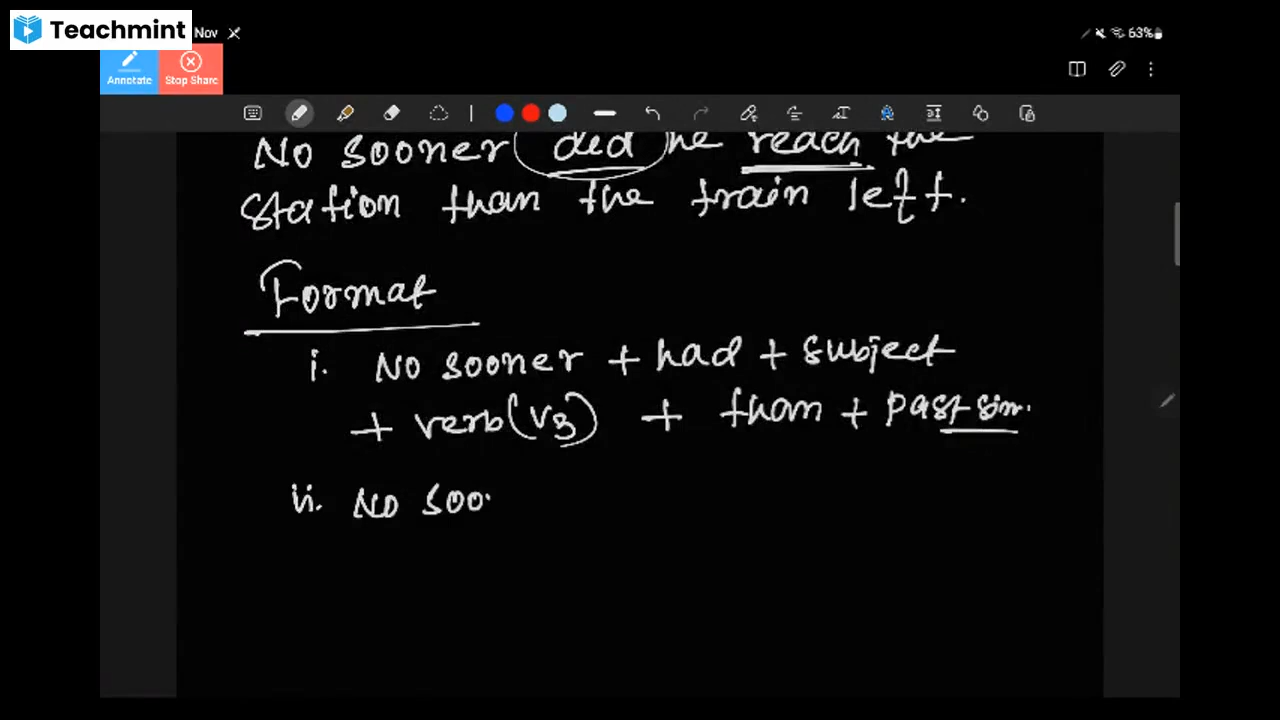 Teachmint
Nov
63%
Annotate
Stop Share
No sooner did he reach the
station than the train left.
Format
i. No sooner + had + subject
+ verb (V3) + than + past sim.
ii. No soo